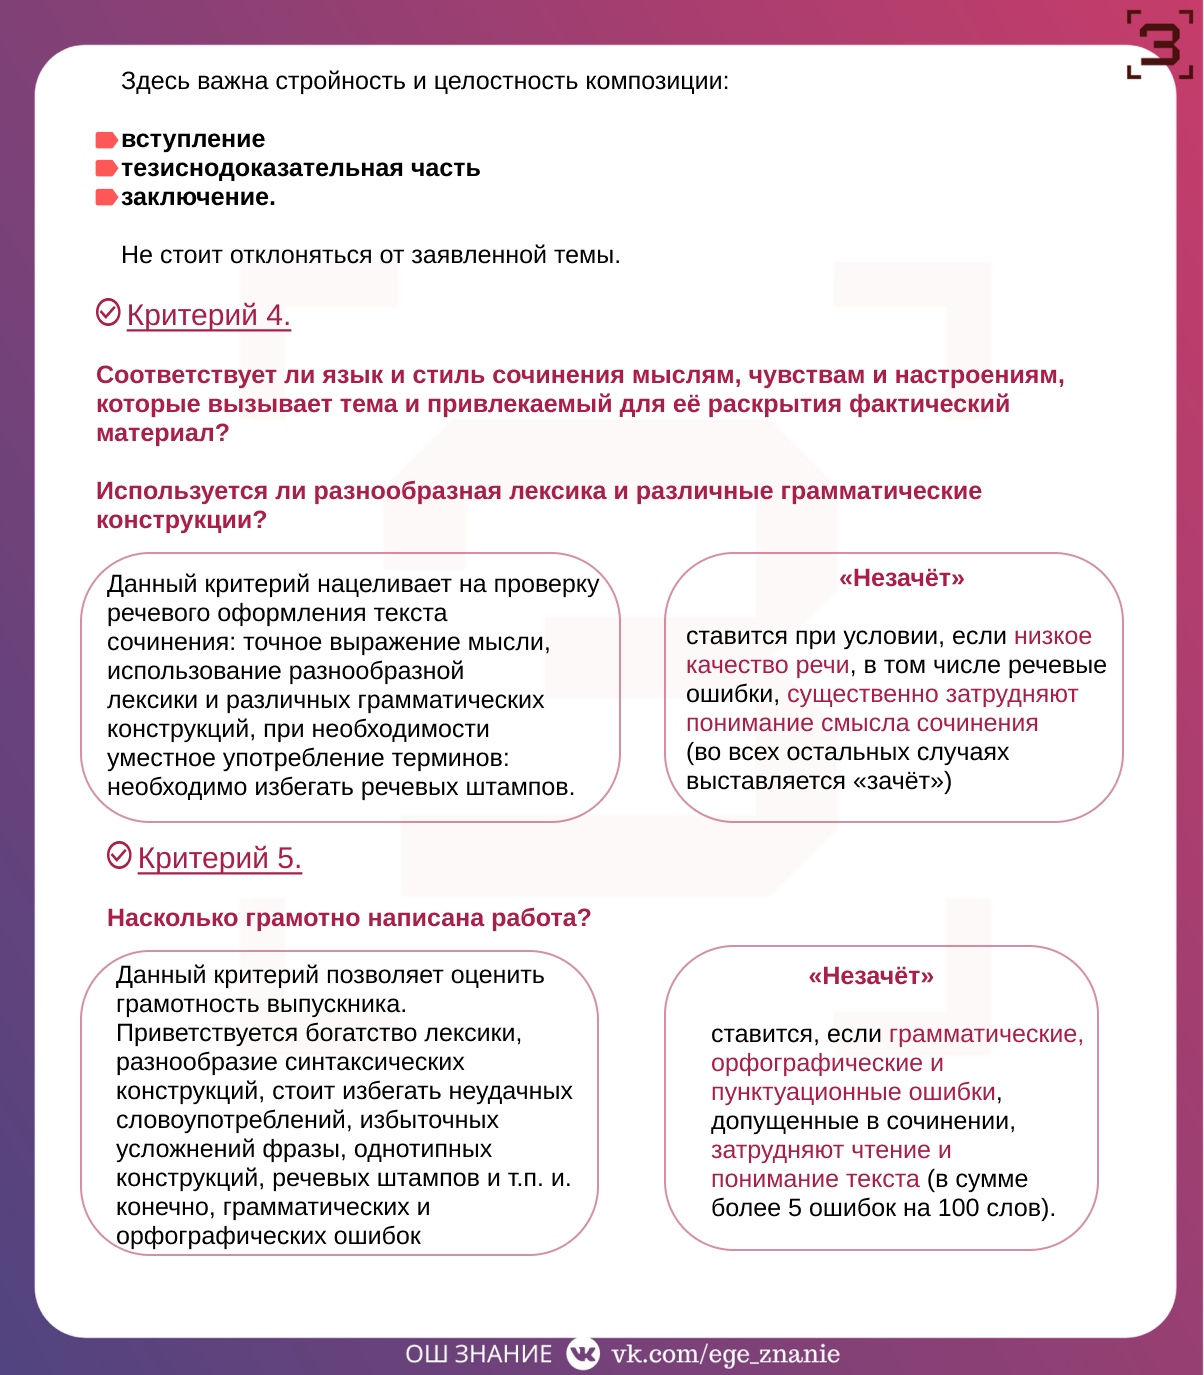 З
Здесь важна стройность и целостность композиции:
вступление
тезиснодоказательная часть
заключение.
Не стоит отклоняться от заявленной темы.
Критерий 4.
Соответствует ли язык и стиль сочинения мыслям, чувствам и настроениям,
которые вызывает тема и привлекаемый для её раскрытия фактический
материал?
Используется ли разнообразная лексика и различные грамматические
конструкции?
Данный критерий нацеливает на проверку
речевого оформления текста
сочинения: точное выражение мысли,
использование разнообразной
лексики и различных грамматических
конструкций, при необходимости
уместное употребление терминов:
необходимо избегать речевых штампов.
«Незачёт»
ставится при условии, если низкое
качество речи, в том числе речевые
ошибки, существенно затрудняют
понимание смысла сочинения
(во всех остальных случаях
выставляется «зачёт»)
Критерий 5.
Насколько грамотно написана работа?
Данный критерий позволяет оценить
грамотность выпускника.
Приветствуется богатство лексики,
разнообразие синтаксических
конструкций, стоит избегать неудачных
словоупотреблений, избыточных
усложнений фразы, однотипных
конструкций, речевых штампов и т.п. и.
конечно, грамматических и
орфографических ошибок
«Незачёт»
ставится, если грамматические,
орфографические и
пунктуационные ошибки,
допущенные в сочинении,
затрудняют чтение и
понимание текста (в сумме
более 5 ошибок на 100 слов).
ОШ ЗНАНИЕ vk.com/ege_znanie